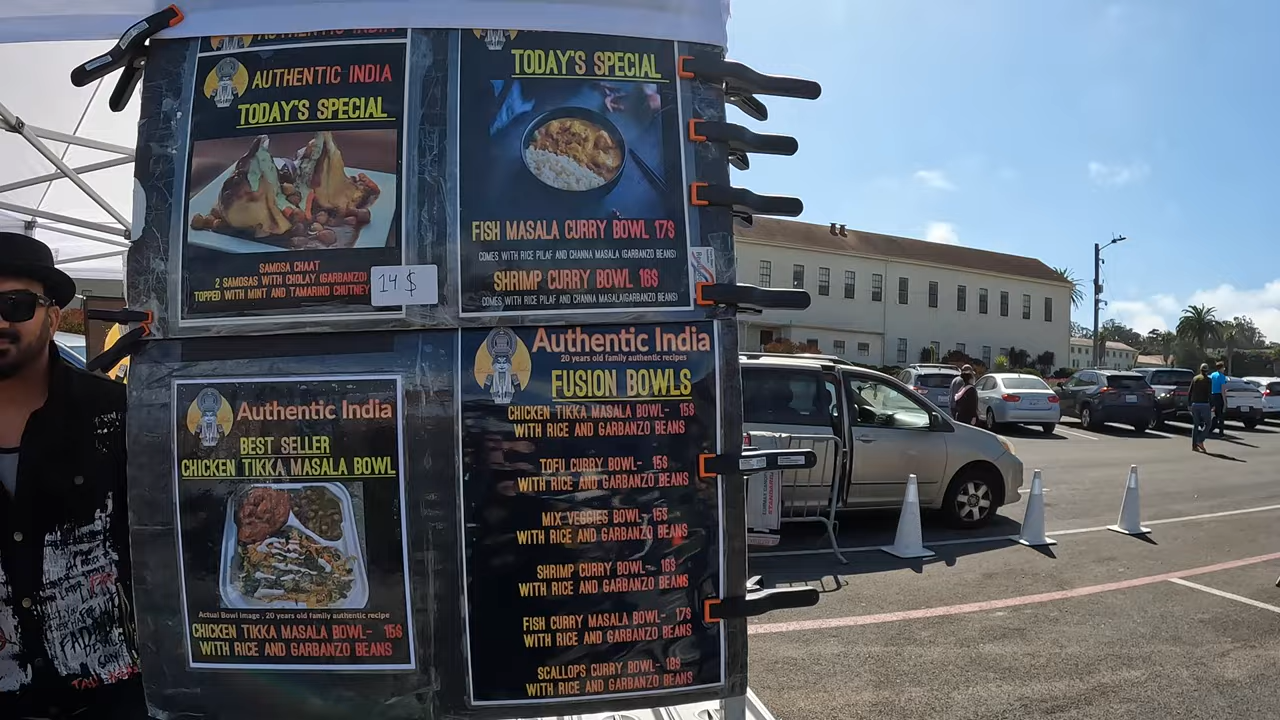 AUTHENTIC INDIA
AUTHENTIC INDIA
TODAY'S SPECIAL
SAMOSA CHAAT
2 SAMOSAS WITH CHOLAY (GARBANZO)
TOPPED WITH MINT AND TAMARIND CHUTNEY
14 $
TODAY'S SPECIAL
FISH MASALA CURRY BOWL 17$
COMES WITH RICE PILAF AND CHANNA MASALA (GARBANZO BEANS)
SHRIMP CURRY BOWL 16$
COMES WITH RICE PILAF AND CHANNA MASALA(GARBANZO BEANS)
Authentic India
BEST SELLER
CHICKEN TIKKA MASALA BOWL
Actual Bowl image , 20 years old family authentic recipe
CHICKEN TIKKA MASALA BOWL- 15$
WITH RICE AND GARBANZO BEANS
Authentic India
20 years old family authentic recipes
FUSION BOWLS
CHICKEN TIKKA MASALA BOWL- 15$
WITH RICE AND GARBANZO BEANS
TOFU CURRY BOWL- 15$
WITH RICE AND GARBANZO BEANS
MIX VEGGIES BOWL- 15$
WITH RICE AND GARBANZO BEANS
SHRIMP CURRY BOWL- 16$
WITH RICE AND GARBANZO BEANS
FISH CURRY MASALA BOWL- 17$
WITH RICE AND GARBANZO BEANS
SCALLOPS CURRY BOWL- 18$
WITH RICE AND GARBANZO BEANS